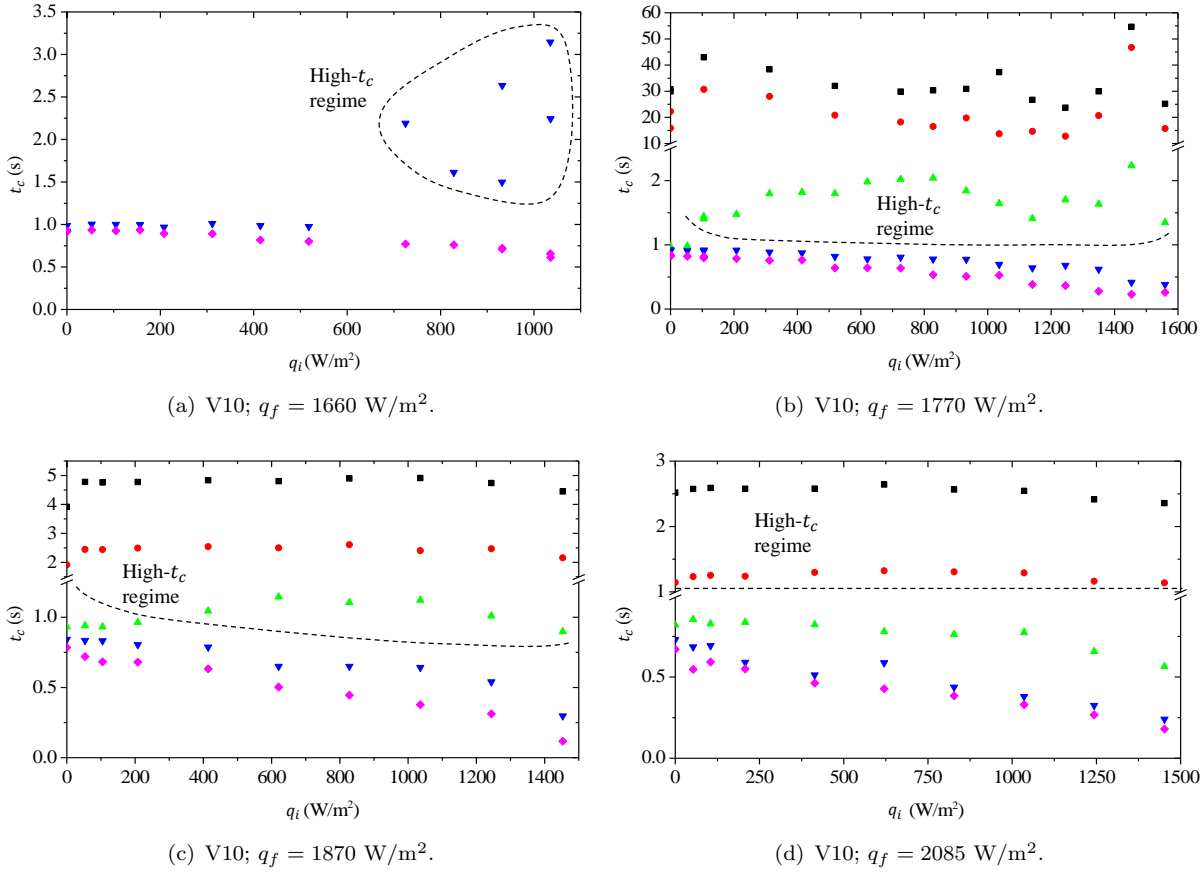 3.5
3.0
2.5
2.0
1.5
1.0
0.5
0.0
t_c (s)
High-t_c
regime
0 200 400 600 800 1000
q_i (W/m²)
(a) V10; q_f = 1660 W/m².
60
50
40
30
20
10
2
1
0
t_c (s)
High-t_c
regime
0 200 400 600 800 1000 1200 1400 1600
q_i (W/m²)
(b) V10; q_f = 1770 W/m².
5
4
3
2
1.0
0.5
0.0
t_c (s)
High-t_c
regime
0 200 400 600 800 1000 1200 1400
q_i (W/m²)
(c) V10; q_f = 1870 W/m².
3
2
1
0.5
0.0
t_c (s)
High-t_c
regime
0 250 500 750 1000 1250 1500
q_i (W/m²)
(d) V10; q_f = 2085 W/m².